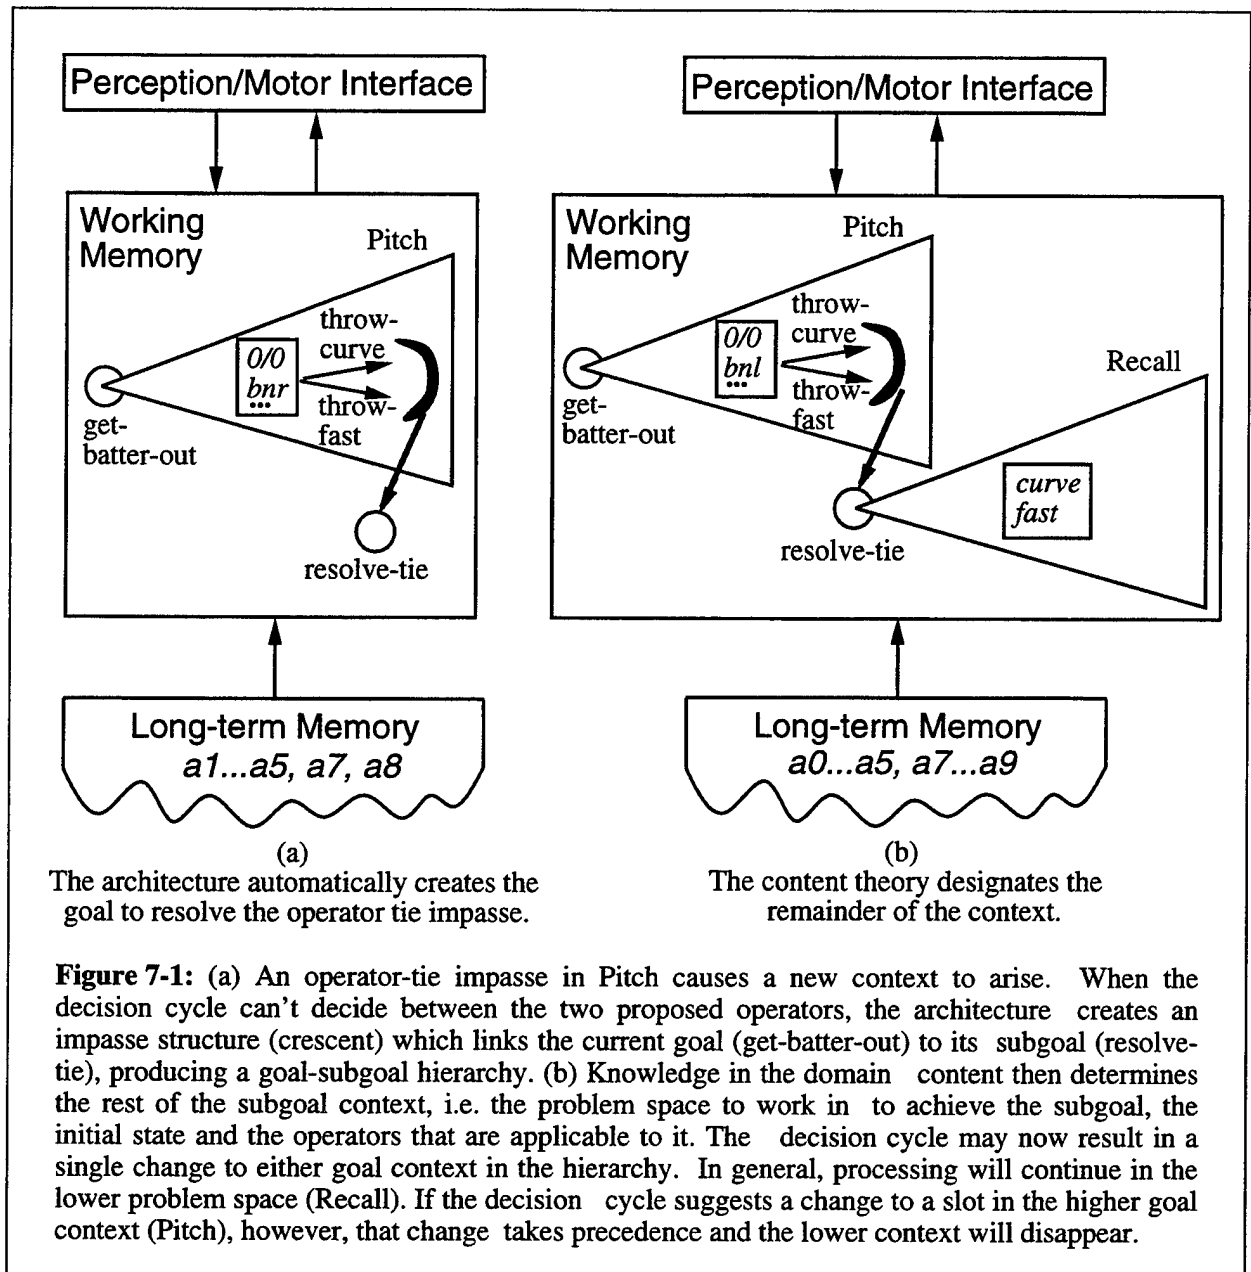 Perception/Motor Interface
Working
Memory
Pitch
throw-
curve
0/0
bnr
...
throw-
fast
get-
batter-out
resolve-tie
Long-term Memory
a1...a5, a7, a8
(a)
The architecture automatically creates the
goal to resolve the operator tie impasse.
Perception/Motor Interface
Working
Memory
Pitch
throw-
curve
0/0
bnl
...
throw-
fast
get-
batter-out
Recall
curve
fast
resolve-tie
Long-term Memory
a0...a5, a7...a9
(b)
The content theory designates the
remainder of the context.
Figure 7-1: (a) An operator-tie impasse in Pitch causes a new context to arise. When the
decision cycle can't decide between the two proposed operators, the architecture creates an
impasse structure (crescent) which links the current goal (get-batter-out) to its subgoal (resolve-
tie), producing a goal-subgoal hierarchy. (b) Knowledge in the domain content then determines
the rest of the subgoal context, i.e. the problem space to work in to achieve the subgoal, the
initial state and the operators that are applicable to it. The decision cycle may now result in a
single change to either goal context in the hierarchy. In general, processing will continue in the
lower problem space (Recall). If the decision cycle suggests a change to a slot in the higher goal
context (Pitch), however, that change takes precedence and the lower context will disappear.